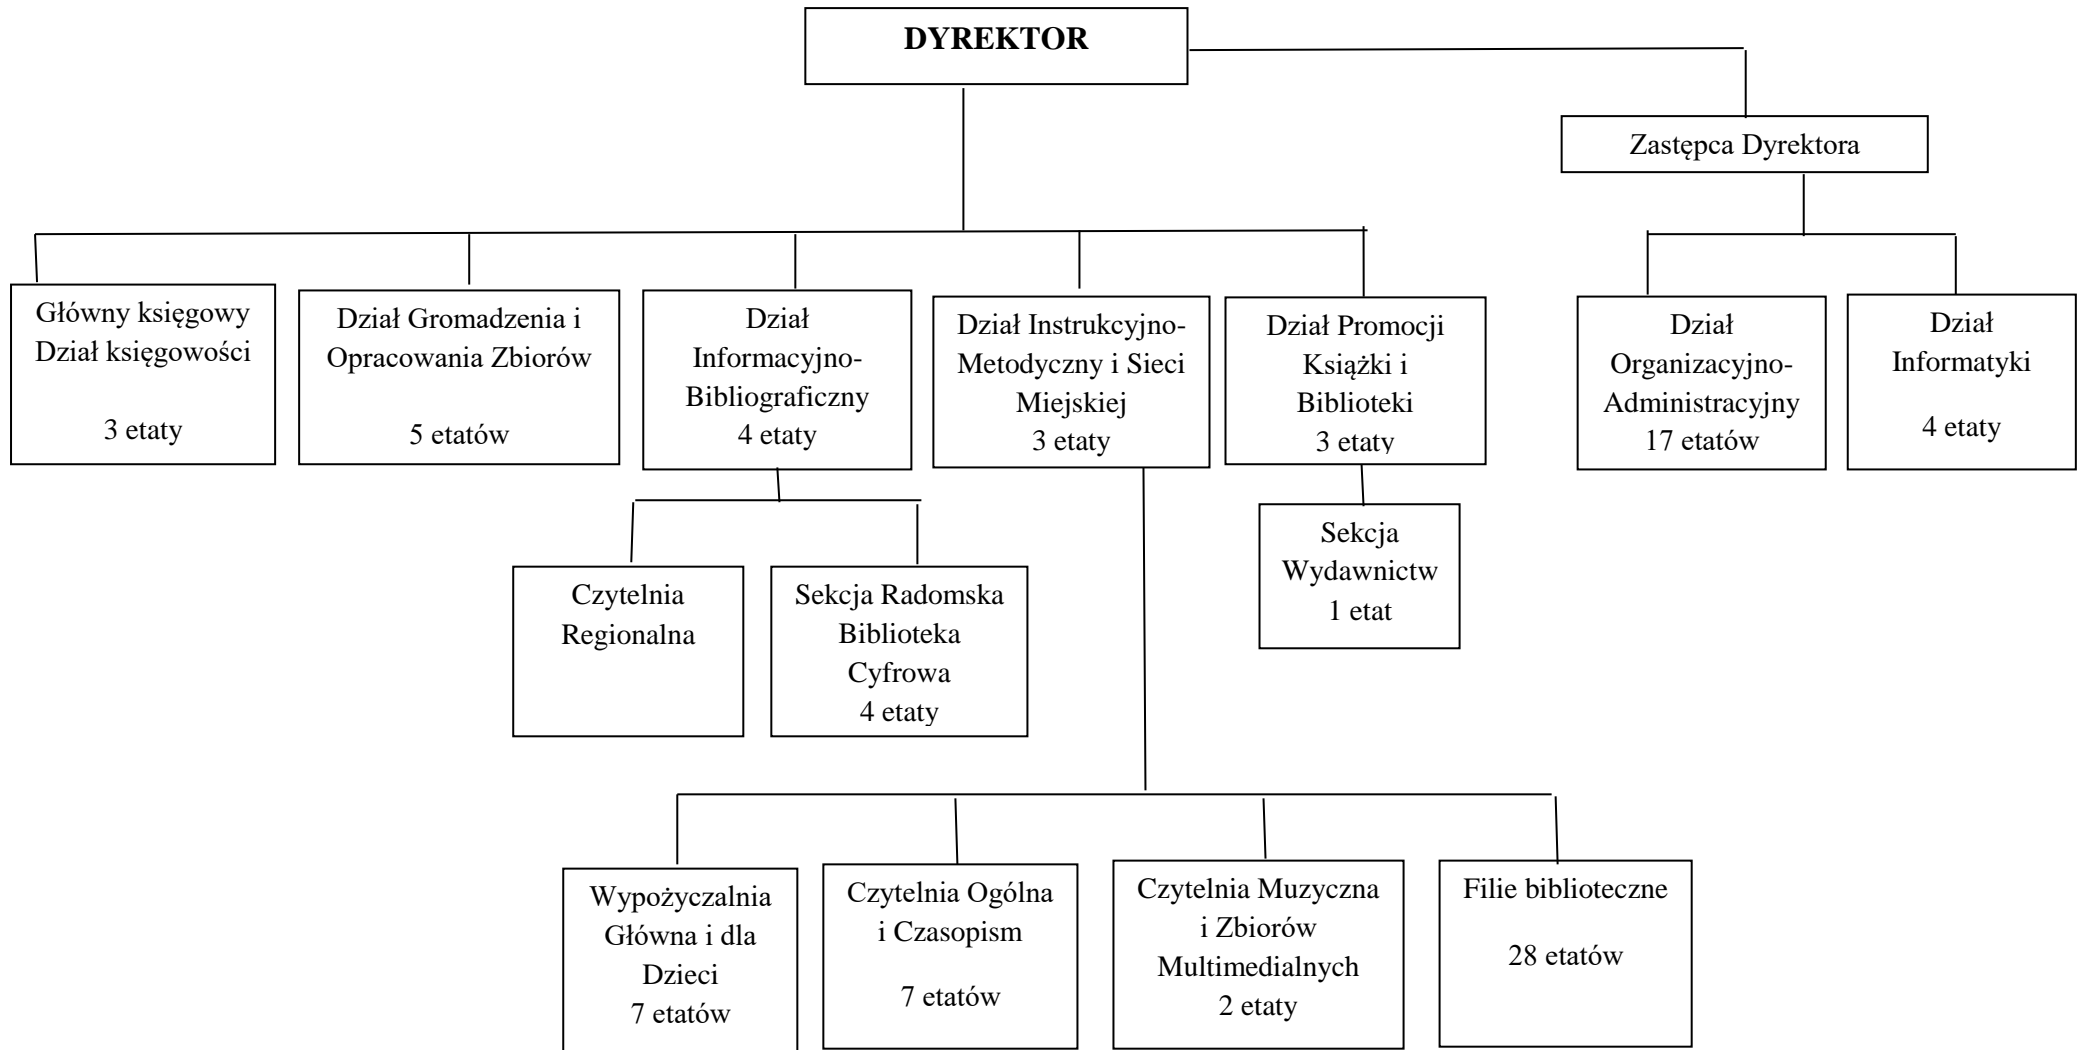 DYREKTOR
Zastępca Dyrektora
Główny księgowy
Dział księgowości
3 etaty
Dział Gromadzenia i
Opracowania Zbiorów
5 etatów
Dział
Informacyjno-
Bibliograficzny
4 etaty
Dział Instrukcyjno-
Metodyczny i Sieci
Miejskiej
3 etaty
Dział Promocji
Książki i
Biblioteki
3 etaty
Dział
Organizacyjno-
Administracyjny
17 etatów
Dział
Informatyki
4 etaty
Czytelnia
Regionalna
Sekcja Radomska
Biblioteka
Cyfrowa
4 etaty
Sekcja
Wydawnictw
1 etat
Wypożyczalnia
Główna i dla
Dzieci
7 etatów
Czytelnia Ogólna
i Czasopism
7 etatów
Czytelnia Muzyczna
i Zbiorów
Multimedialnych
2 etaty
Filie biblioteczne
28 etatów